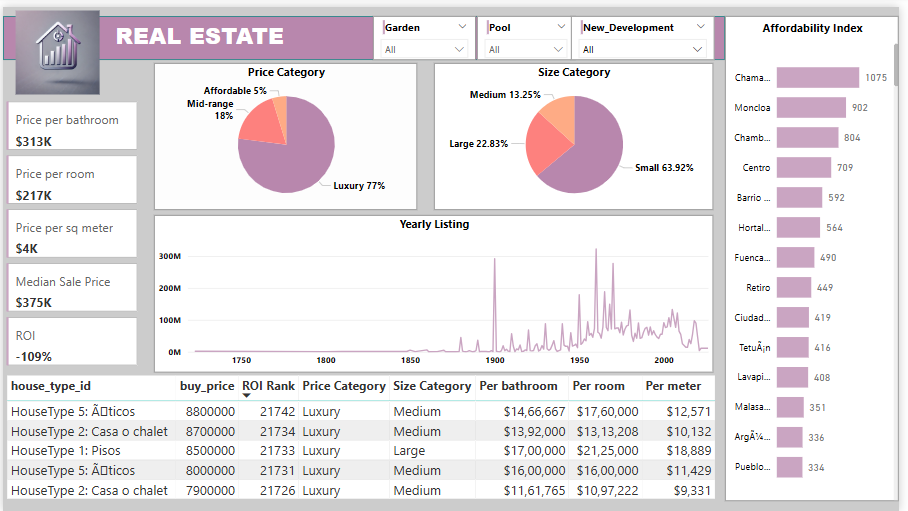 REAL ESTATE
Garden
All
Pool
All
New_Development
All
Affordability Index
Price per bathroom
$313K
Price per room
$217K
Price per sq meter
$4K
Median Sale Price
$375K
ROI
-109%
Price Category
Affordable 5%
Mid-range
18%
Luxury 77%
Size Category
Medium 13.25%
Large 22.83%
Small 63.92%
Yearly Listing
300M
200M
100M
0M
1750
1800
1850
1900
1950
2000
Chama... 1075
Moncloa 902
Chamb... 804
Centro 709
Barrio ... 592
Hortal... 564
Fuenca... 490
Retiro 449
Ciudad... 419
TetuÃ¡n 416
Lavapi... 408
Malasa... 351
ArgÃ¼... 336
Pueblo... 334
house_type_id buy_price ROI Rank Price Category Size Category Per bathroom Per room Per meter
HouseType 5: Ã\u0081ticos 8800000 21742 Luxury Medium $14,66,667 $17,60,000 $12,571
HouseType 2: Casa o chalet 8700000 21734 Luxury Medium $13,92,000 $13,13,208 $10,132
HouseType 1: Pisos 8500000 21733 Luxury Large $17,00,000 $21,25,000 $18,889
HouseType 5: Ã\u0081ticos 8000000 21731 Luxury Medium $16,00,000 $16,00,000 $11,429
HouseType 2: Casa o chalet 7900000 21726 Luxury Medium $11,61,765 $10,97,222 $9,331